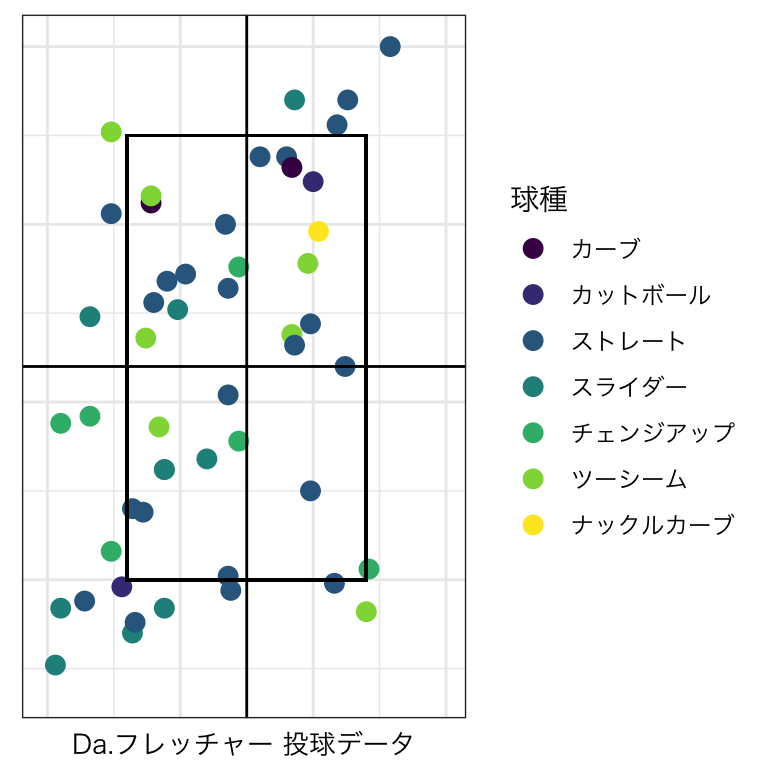 球種
カーブ
カットボール
ストレート
スライダー
チェンジアップ
ツーシーム
ナックルカーブ
Da.フレッチャー 投球データ